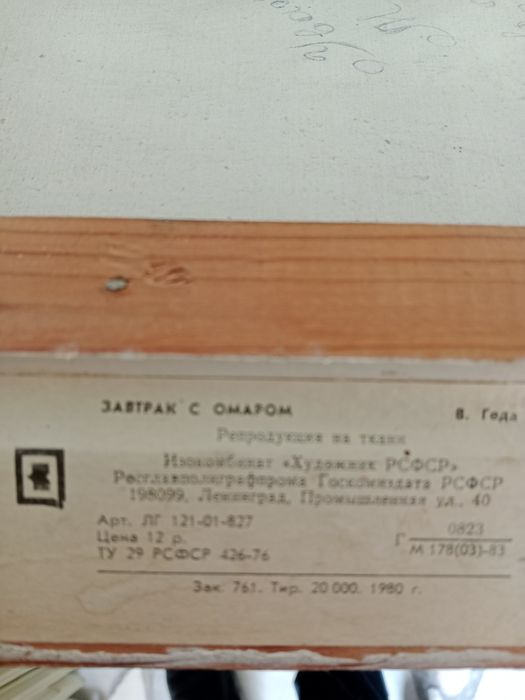 ЗАВТРАК С ОМАРОМ
В. Геда
Репродукция на ткани
Изокомбинат «Художник РСФСР»
Росглавполиграфпрома Госкомиздата РСФСР
198099, Ленинград, Промышленная ул., 40
Арт. ЛГ 121-01-827
Цена 12 р.
ТУ 29 РСФСР 426-76
Г 0823
М 178(03)-83
Зак. 761. Тир. 20 000. 1980 г.